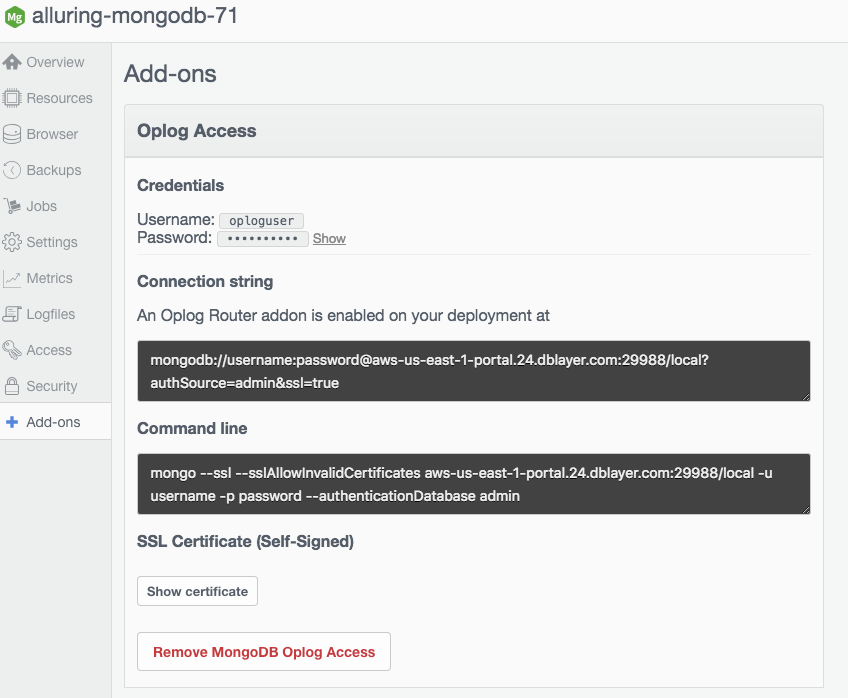 Mg alluring-mongodb-71
Overview
Resources
Browser
Backups
Jobs
Settings
Metrics
Logfiles
Access
Security
Add-ons
Add-ons
Oplog Access
Credentials
Username: oploguser
Password: •••••••••• Show
Connection string
An Oplog Router addon is enabled on your deployment at
mongodb://username:password@aws-us-east-1-portal.24.dblayer.com:29988/local?
authSource=admin&ssl=true
Command line
mongo --ssl --sslAllowInvalidCertificates aws-us-east-1-portal.24.dblayer.com:29988/local -u
username -p password --authenticationDatabase admin
SSL Certificate (Self-Signed)
Show certificate
Remove MongoDB Oplog Access